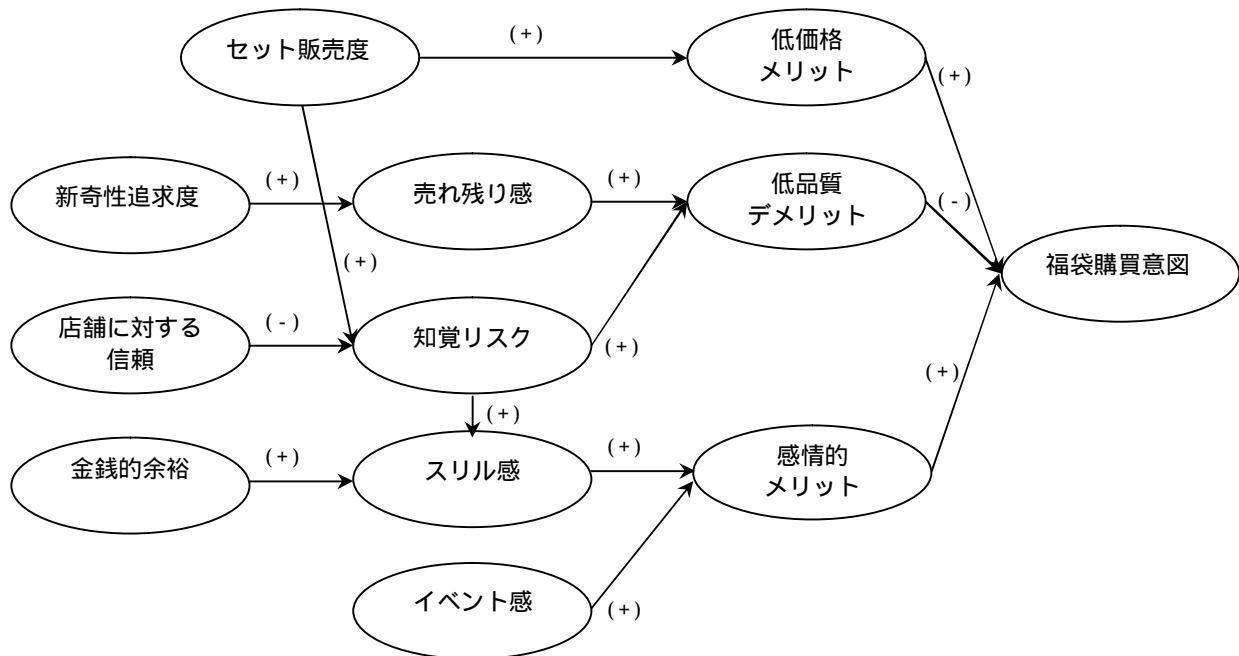 セット販売度
(+)
低価格
メリット
(+)
新奇性追求度
(+)
売れ残り感
(+)
低品質
デメリット
(-)
福袋購買意図
(+)
店舗に対する
信頼
(-)
知覚リスク
(+)
(+)
(+)
金銭的余裕
(+)
スリル感
(+)
感情的
メリット
イベント感
(+)